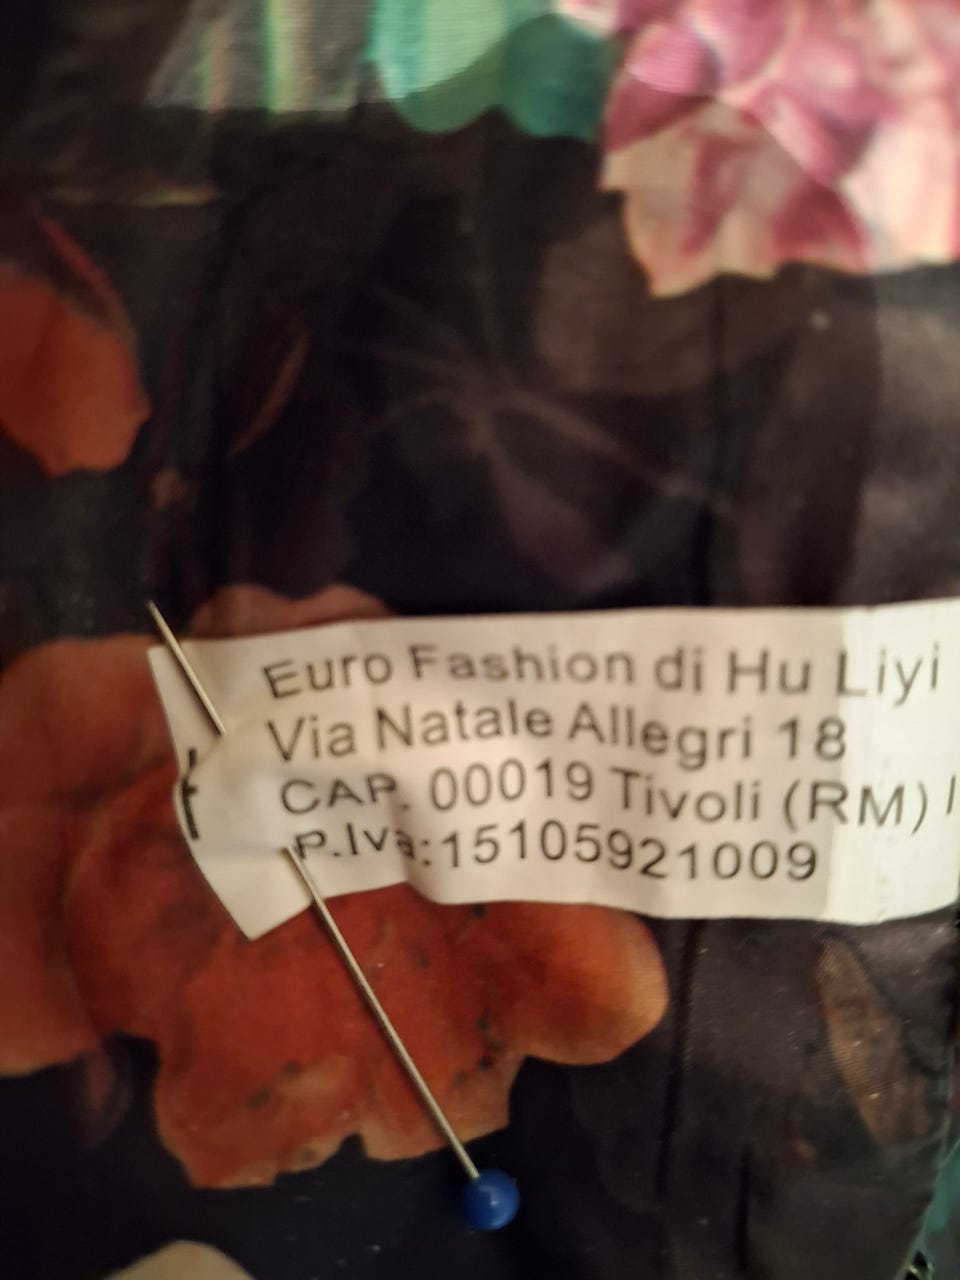 Euro Fashion di Hu Liyi
Via Natale Allegri 18
CAP. 00019 Tivoli (RM) I
P.Iva:15105921009